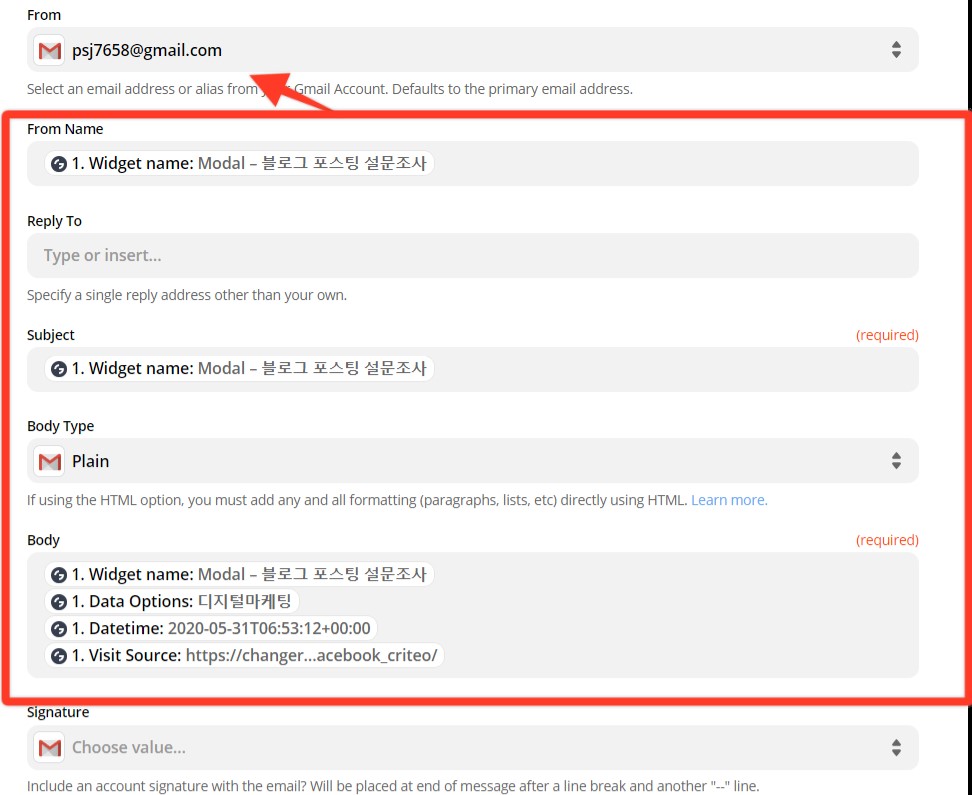 From
psj7658@gmail.com
Select an email address or alias from your Gmail Account. Defaults to the primary email address.
From Name
1. Widget name: Modal – 블로그 포스팅 설문조사
Reply To
Type or insert...
Specify a single reply address other than your own.
Subject (required)
1. Widget name: Modal – 블로그 포스팅 설문조사
Body Type
Plain
If using the HTML option, you must add any and all formatting (paragraphs, lists, etc) directly using HTML. Learn more.
Body (required)
1. Widget name: Modal – 블로그 포스팅 설문조사
1. Data Options: 디지털마케팅
1. Datetime: 2020-05-31T06:53:12+00:00
1. Visit Source: https://changer...acebook_criteo/
Signature
Choose value...
Include an account signature with the email? Will be placed at end of message after a line break and another "--" line.